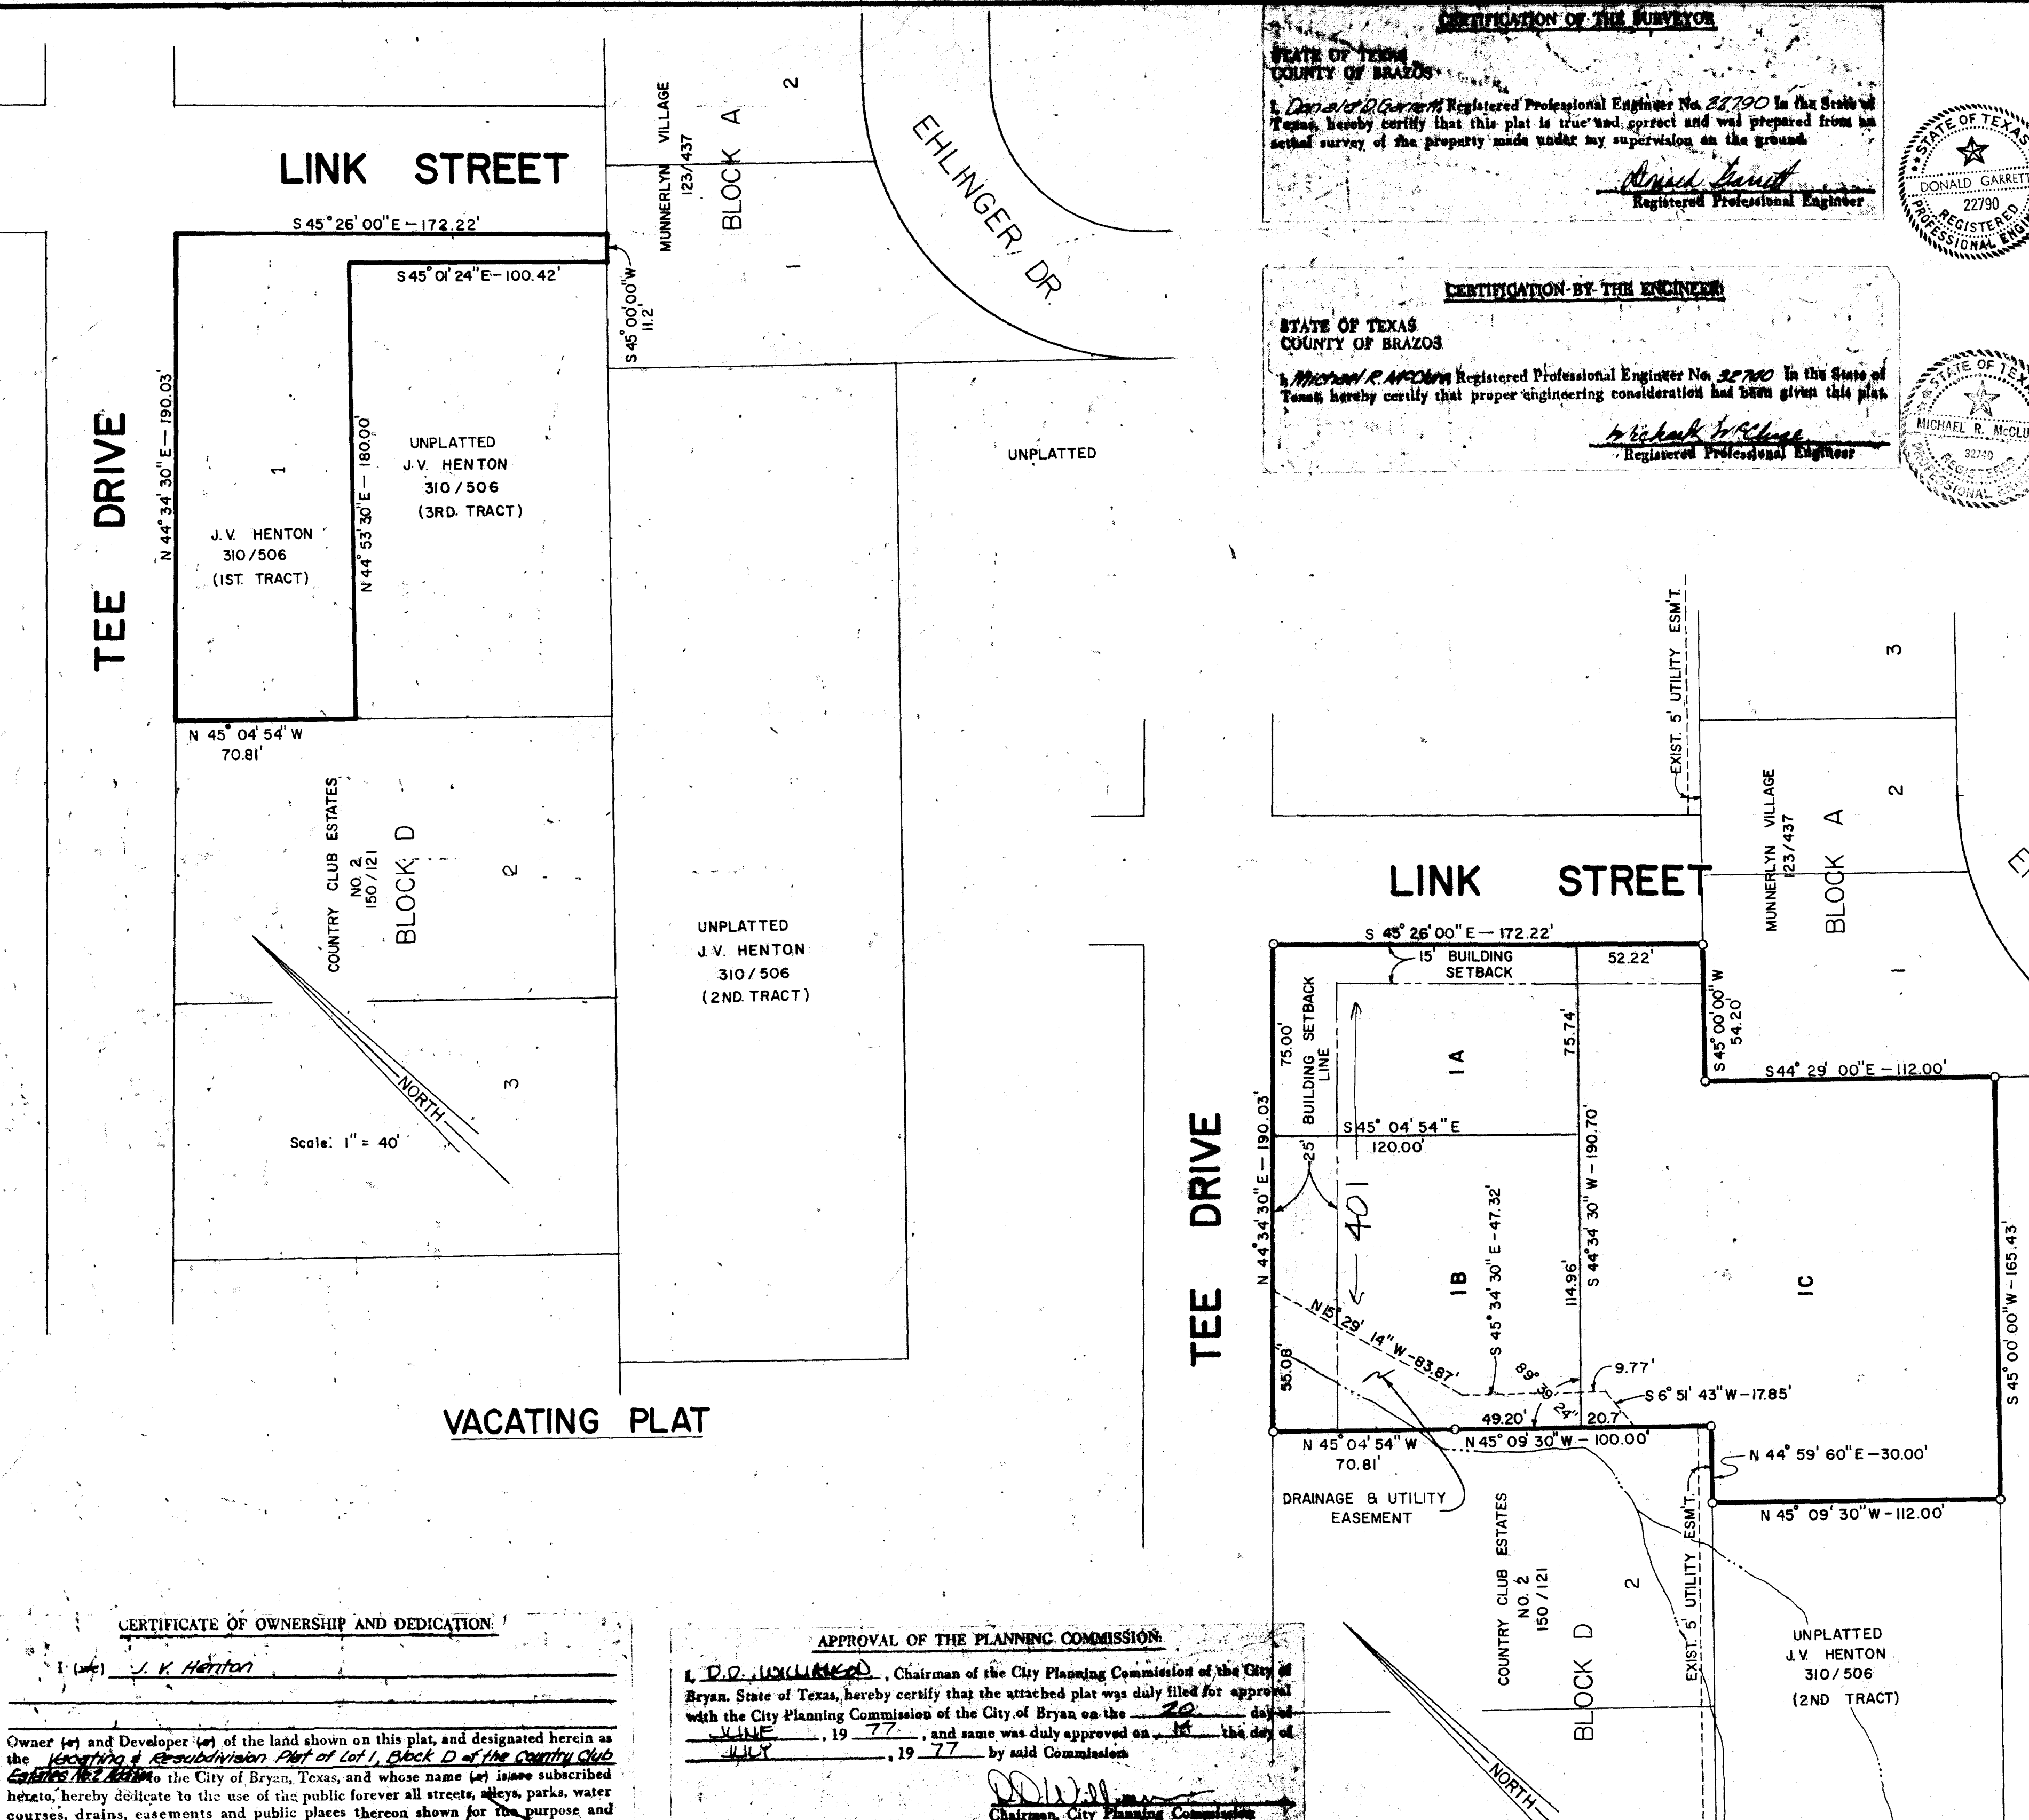 LINK STREET
S 45° 26' 00" E — 172.22'
S 45° 01' 24" E — 100.42'
S 45° 00' 00" W
11.2
MUNNERLYN VILLAGE
123/437
BLOCK A
2
1
EHLINGER DR.
TEE DRIVE
N 44° 34' 30" E — 190.03'
1
J. V. HENTON
310/506
(1ST. TRACT)
N 44° 53' 30" E — 180.00'
UNPLATTED
J. V. HENTON
310/506
(3RD. TRACT)
UNPLATTED
N 45° 04' 54" W
70.81'
COUNTRY CLUB ESTATES
NO. 2
150/121
BLOCK D
2
3
NORTH
Scale: 1" = 40'
UNPLATTED
J. V. HENTON
310/506
(2ND. TRACT)
VACATING PLAT
CERTIFICATION OF THE SURVEYOR
STATE OF TEXAS
COUNTY OF BRAZOS
I, Donald D. Garrett, Registered Professional Engineer No. 22790 In the State of
Texas, hereby certify that this plat is true and correct and was prepared from an
actual survey of the property made under my supervision on the ground.
Donald Garrett
Registered Professional Engineer
STATE OF TEXAS
DONALD GARRETT
22790
REGISTERED
PROFESSIONAL ENGI
CERTIFICATION BY THE ENGINEER
STATE OF TEXAS
COUNTY OF BRAZOS
I, Michael R. McClure Registered Professional Engineer No. 32740 In the State of
Texas, hereby certify that proper engineering consideration has been given this plat.
Michael McClure
Registered Professional Engineer
STATE OF TEX
MICHAEL R. McCLU
32740
REGISTERED
EXIST. 5' UTILITY ESM'T.
3
2
1
MUNNERLYN VILLAGE
123/437
BLOCK A
LINK STREET
S 45° 26' 00" E — 172.22'
15' BUILDING
SETBACK
52.22'
S 45° 00' 00" W
54.20'
S 44° 29' 00" E — 112.00'
75.00'
25' BUILDING SETBACK
LINE
1A
75.74'
S 45° 04' 54" E
120.00'
TEE DRIVE
N 44° 34' 30" E — 190.03'
401
1B
S 45° 34' 30" E — 47.32'
114.96'
S 44° 34' 30" W — 190.70'
1C
S 45° 00' 00" W — 165.43'
N 15° 29' 14" W — 83.87'
55.08'
89° 39' 24"
9.77'
S 6° 51' 43" W — 17.85'
49.20'
20.7'
N 45° 04' 54" W
70.81'
N 45° 09' 30" W — 100.00'
N 44° 59' 60" E — 30.00'
N 45° 09' 30" W — 112.00'
DRAINAGE & UTILITY
EASEMENT
COUNTRY CLUB ESTATES
NO. 2
150/121
BLOCK D
2
EXIST. 5' UTILITY ESM'T.
UNPLATTED
J. V. HENTON
310/506
(2ND TRACT)
NORTH
CERTIFICATE OF OWNERSHIP AND DEDICATION:
I (we) J. V. Henton
Owner (s) and Developer (s) of the land shown on this plat, and designated herein as
the Vacating & Resubdivision Plat of Lot 1, Block D of the Country Club
Estates No. 2 Addition to the City of Bryan, Texas, and whose name (s) is/are subscribed
hereto, hereby dedicate to the use of the public forever all streets, alleys, parks, water
courses, drains, easements and public places thereon shown for the purpose and
APPROVAL OF THE PLANNING COMMISSION:
I, D.D. WILLIAMSON, Chairman of the City Planning Commission of the City of
Bryan, State of Texas, hereby certify that the attached plat was duly filed for approval
with the City Planning Commission of the City of Bryan on the 20 day of
JUNE, 19 77, and same was duly approved on 14 the day of
JULY, 19 77 by said Commission.
Chairman, City Planning Commission